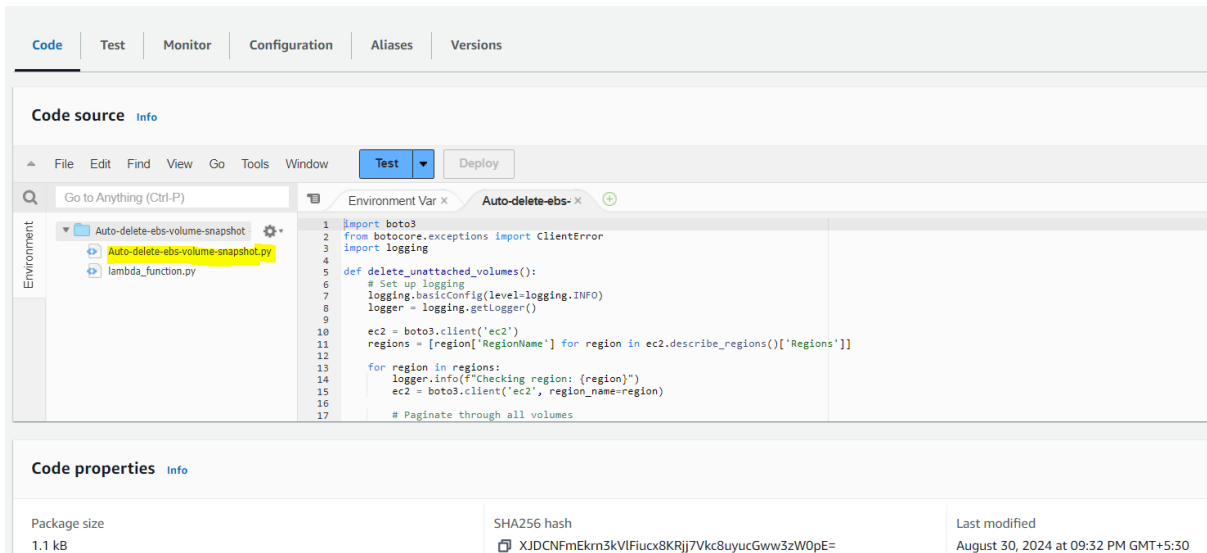 Code Test Monitor Configuration Aliases Versions
Code source Info
File Edit Find View Go Tools Window Test Deploy
Go to Anything (Ctrl-P) Environment Var × Auto-delete-ebs- ×
Environment
Auto-delete-ebs-volume-snapshot
Auto-delete-ebs-volume-snapshot.py
lambda_function.py
1 import boto3
2 from botocore.exceptions import ClientError
3 import logging
4
5 def delete_unattached_volumes():
6 # Set up logging
7 logging.basicConfig(level=logging.INFO)
8 logger = logging.getLogger()
9
10 ec2 = boto3.client('ec2')
11 regions = [region['RegionName'] for region in ec2.describe_regions()['Regions']]
12
13 for region in regions:
14 logger.info(f"Checking region: {region}")
15 ec2 = boto3.client('ec2', region_name=region)
16
17 # Paginate through all volumes
Code properties Info
Package size SHA256 hash Last modified
1.1 kB XJDCNFmEkrn3kVlFiucx8KRjj7Vkc8uyucGww3zW0pE= August 30, 2024 at 09:32 PM GMT+5:30